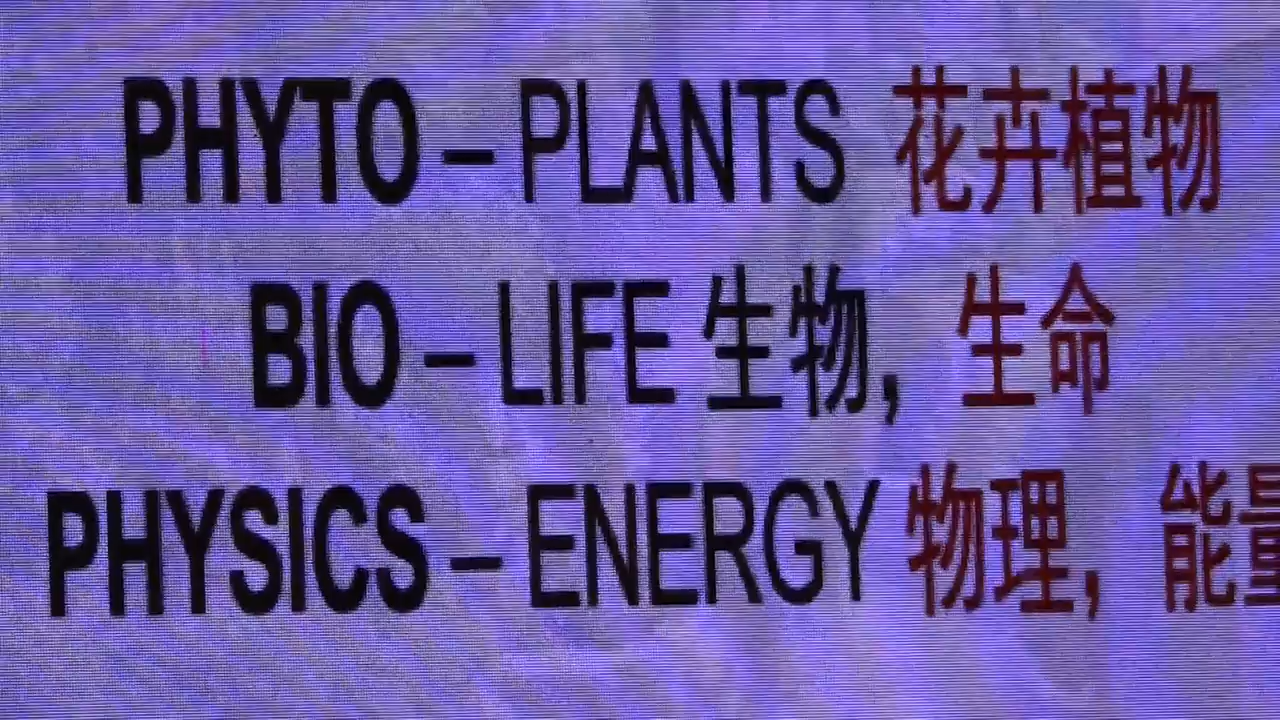 PHYTO – PLANTS 花卉植物
BIO – LIFE 生物, 生命
PHYSICS – ENERGY 物理, 能量